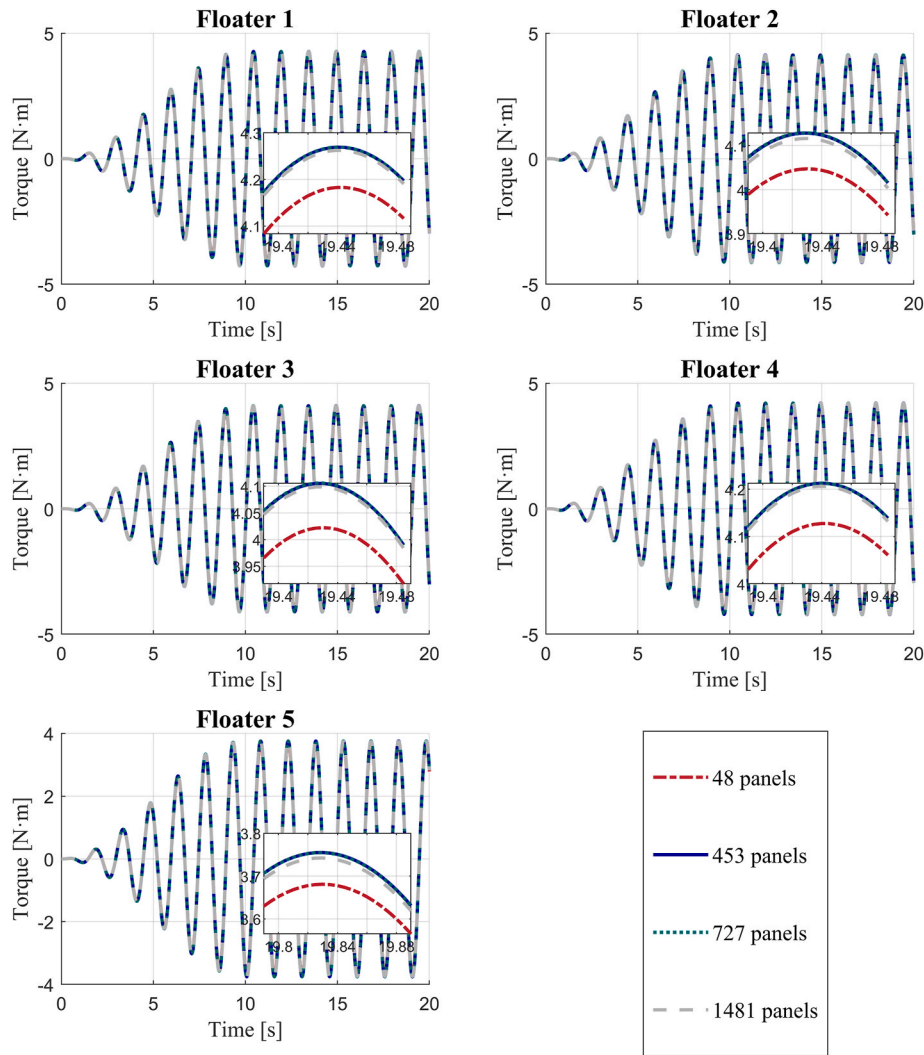 Floater 1
5
0
-5
Torque [N·m]
0 5 10 15 20
Time [s]
4.3
4.2
4.1
19.4 19.44 19.48
Floater 2
5
0
-5
Torque [N·m]
0 5 10 15 20
Time [s]
4.1
4
3.9
19.4 19.44 19.48
Floater 3
5
0
-5
Torque [N·m]
0 5 10 15 20
Time [s]
4.1
4.05
4
3.95
19.4 19.44 19.48
Floater 4
5
0
-5
Torque [N·m]
0 5 10 15 20
Time [s]
4.2
4.1
4
19.4 19.44 19.48
Floater 5
4
2
0
-2
-4
Torque [N·m]
0 5 10 15 20
Time [s]
3.8
3.7
3.6
19.8 19.84 19.88
48 panels
453 panels
727 panels
1481 panels